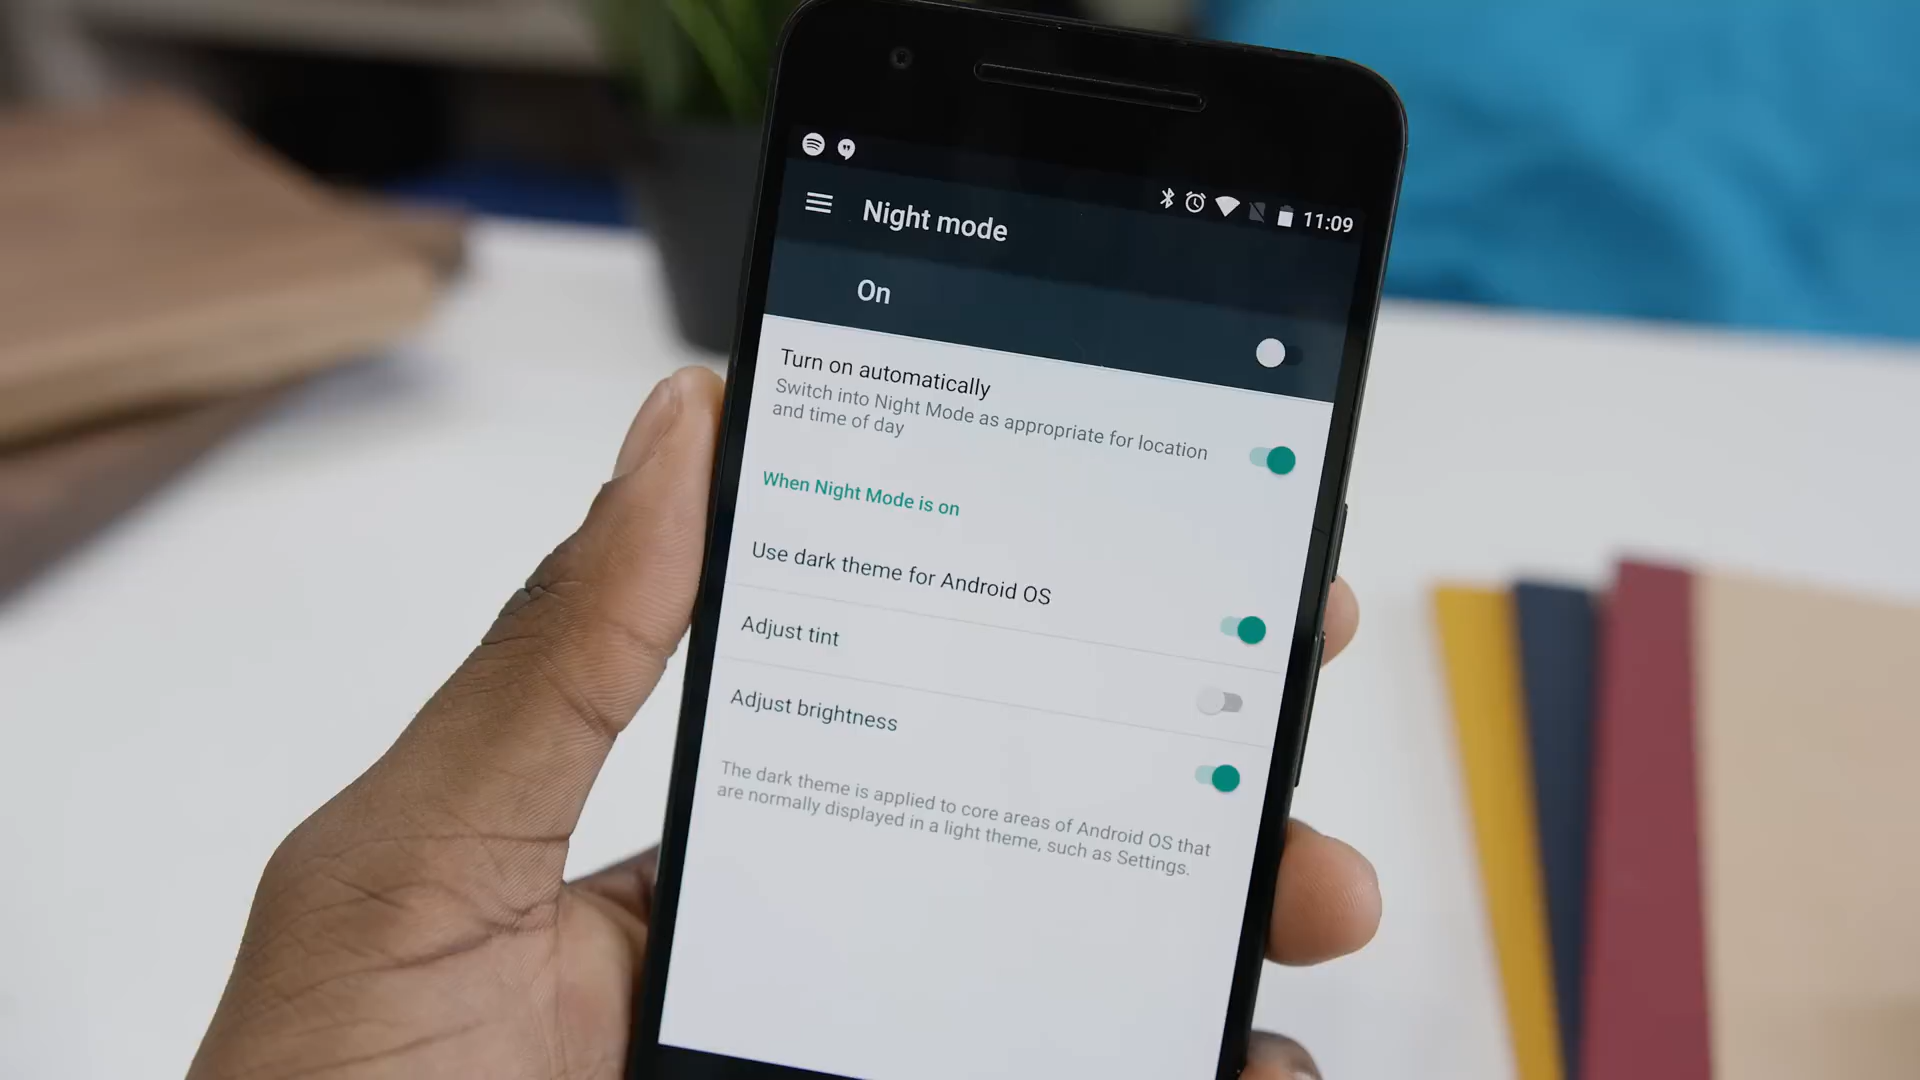 11:09
Night mode
On
Turn on automatically
Switch into Night Mode as appropriate for location
and time of day
When Night Mode is on
Use dark theme for Android OS
Adjust tint
Adjust brightness
The dark theme is applied to core areas of Android OS that
are normally displayed in a light theme, such as Settings.